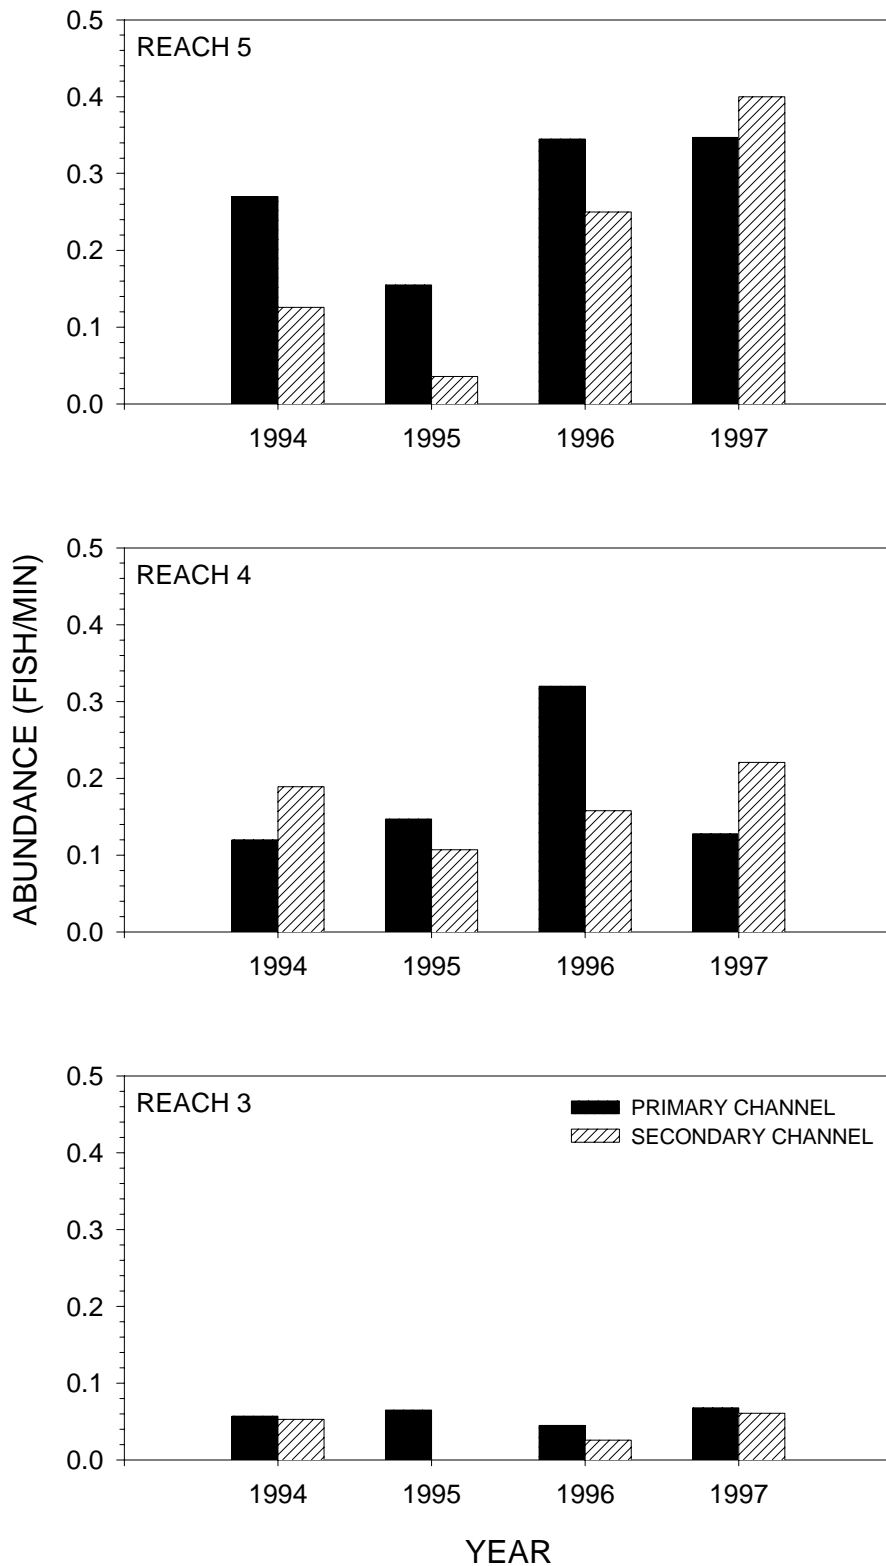 REACH 5
0.5
0.4
0.3
0.2
0.1
0.0
1994 1995 1996 1997
ABUNDANCE (FISH/MIN)
REACH 4
0.5
0.4
0.3
0.2
0.1
0.0
1994 1995 1996 1997
REACH 3
PRIMARY CHANNEL
SECONDARY CHANNEL
0.5
0.4
0.3
0.2
0.1
0.0
1994 1995 1996 1997
YEAR